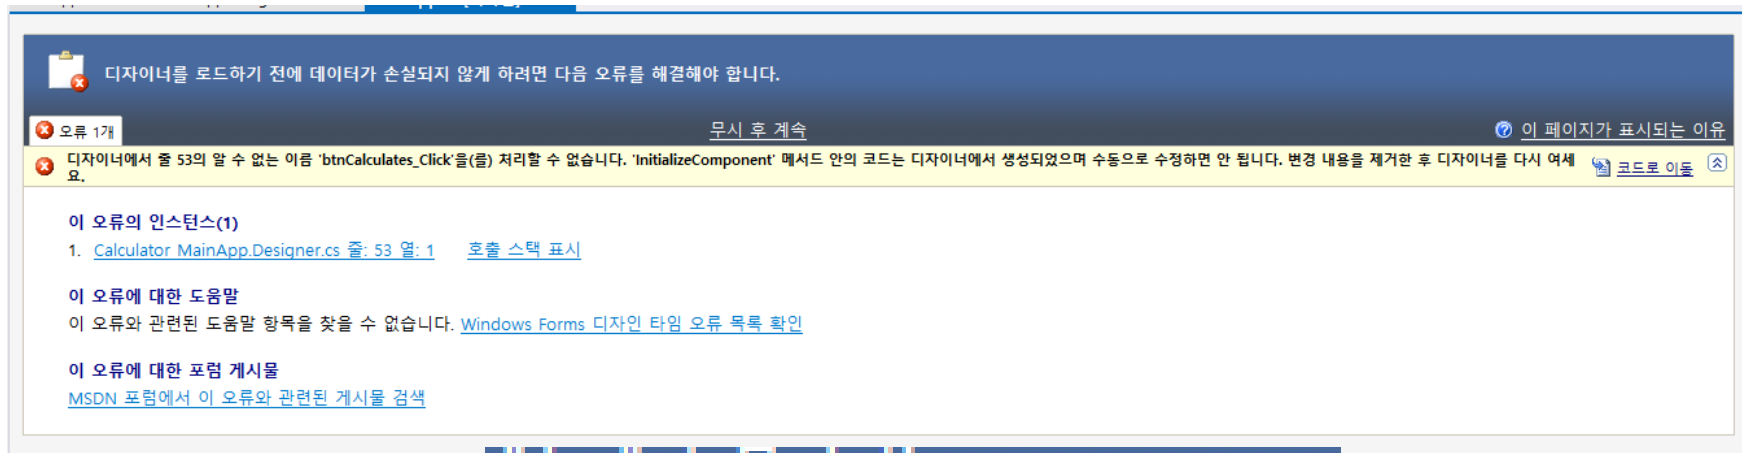 디자이너를 로드하기 전에 데이터가 손실되지 않게 하려면 다음 오류를 해결해야 합니다.
오류 1개 무시 후 계속 이 페이지가 표시되는 이유
디자이너에서 줄 53의 알 수 없는 이름 'btnCalculates_Click'을(를) 처리할 수 없습니다. 'InitializeComponent' 메서드 안의 코드는 디자이너에서 생성되었으며 수동으로 수정하면 안 됩니다. 변경 내용을 제거한 후 디자이너를 다시 여세
요. 코드로 이동
이 오류의 인스턴스(1)
1. Calculator MainApp.Designer.cs 줄: 53 열: 1 호출 스택 표시
이 오류에 대한 도움말
이 오류와 관련된 도움말 항목을 찾을 수 없습니다. Windows Forms 디자인 타임 오류 목록 확인
이 오류에 대한 포럼 게시물
MSDN 포럼에서 이 오류와 관련된 게시물 검색